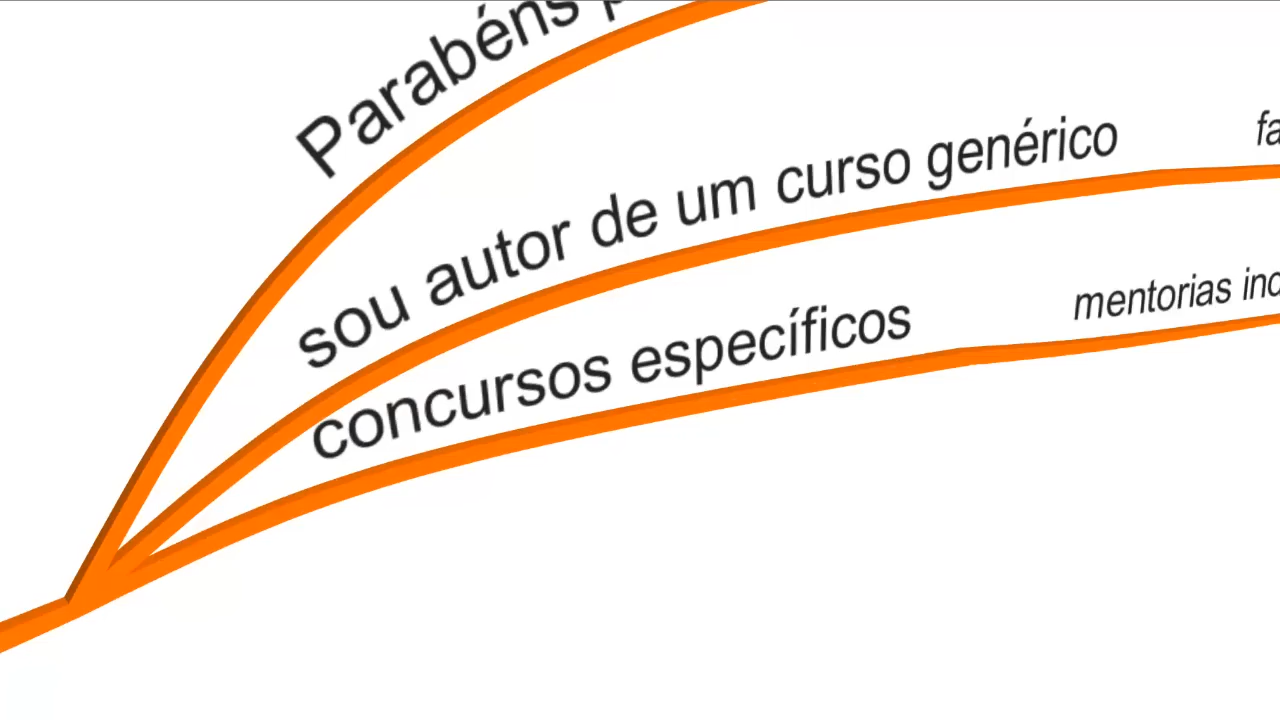 Parabéns
sou autor de um curso genérico
concursos específicos
mentorias